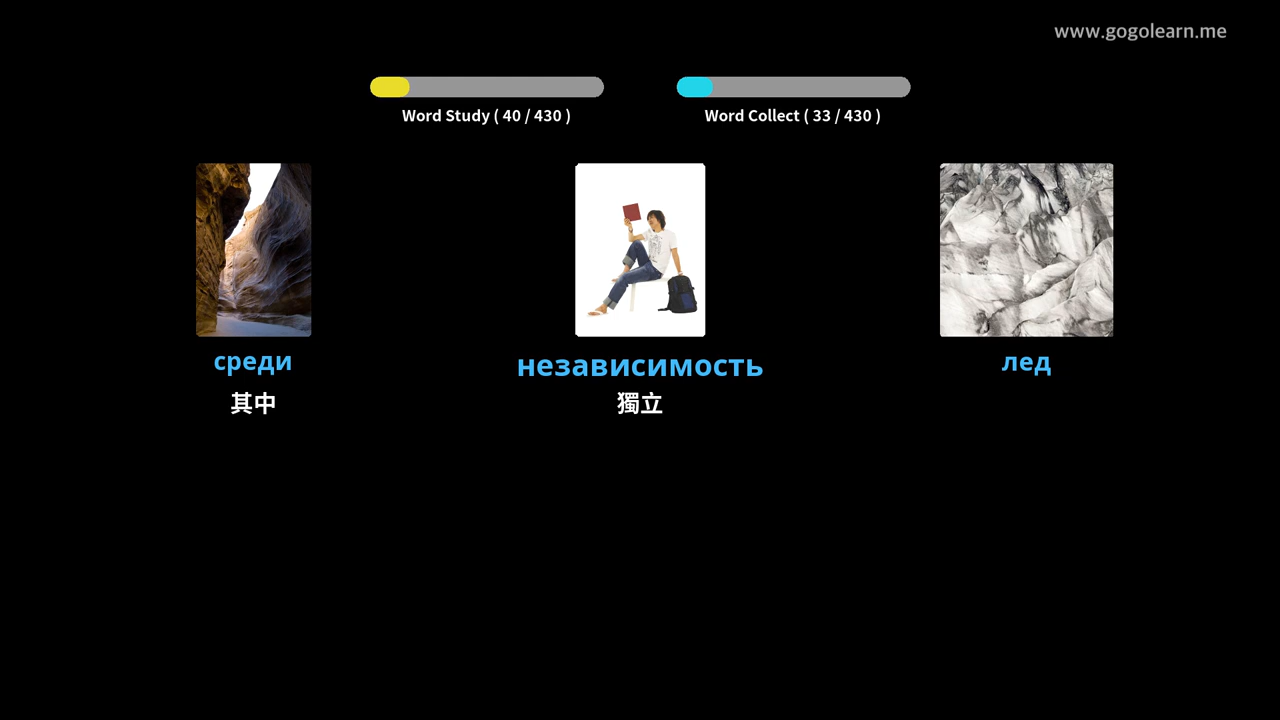 www.gogolearn.me
Word Study ( 40 / 430 )
Word Collect ( 33 / 430 )
среди
независимость
лед
其中
獨立